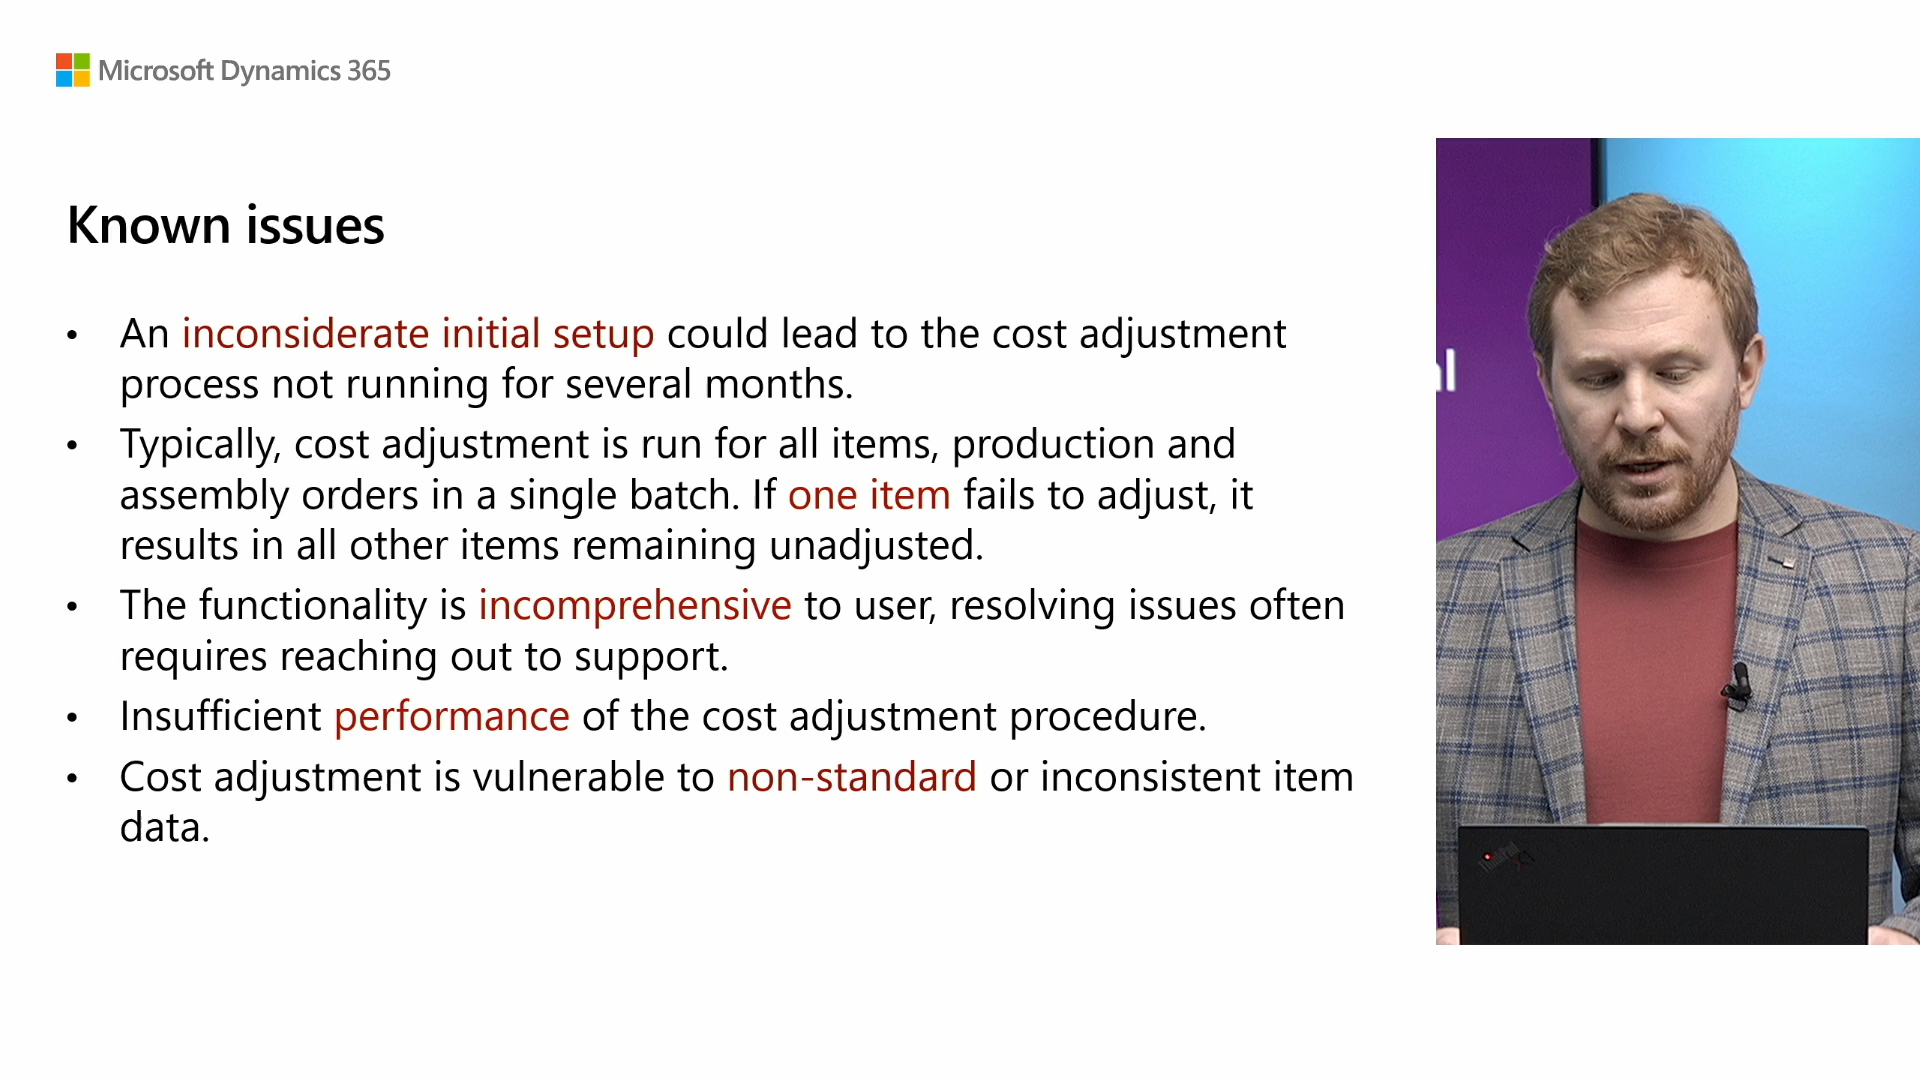 Microsoft Dynamics 365
Known issues
• An inconsiderate initial setup could lead to the cost adjustment
process not running for several months.
• Typically, cost adjustment is run for all items, production and
assembly orders in a single batch. If one item fails to adjust, it
results in all other items remaining unadjusted.
• The functionality is incomprehensive to user, resolving issues often
requires reaching out to support.
• Insufficient performance of the cost adjustment procedure.
• Cost adjustment is vulnerable to non-standard or inconsistent item
data.